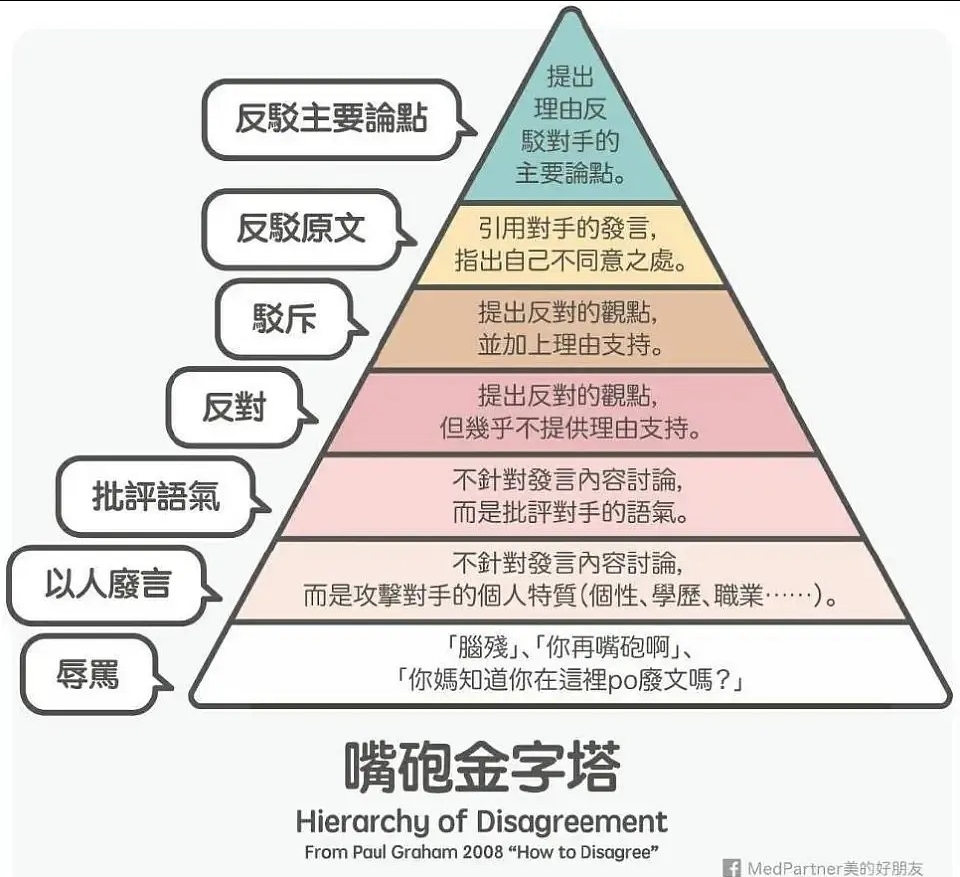 反駁主要論點
提出
理由反
駁對手的
主要論點。
反駁原文
引用對手的發言,
指出自己不同意之處。
駁斥
提出反對的觀點,
並加上理由支持。
反對
提出反對的觀點,
但幾乎不提供理由支持。
批評語氣
不針對發言內容討論,
而是批評對手的語氣。
以人廢言
不針對發言內容討論,
而是攻擊對手的個人特質(個性、學歷、職業⋯⋯)。
辱罵
「腦殘」、「你再嘴砲啊」、
「你媽知道你在這裡po廢文嗎?」
嘴砲金字塔
Hierarchy of Disagreement
From Paul Graham 2008 “How to Disagree”
MedPartner美的好朋友